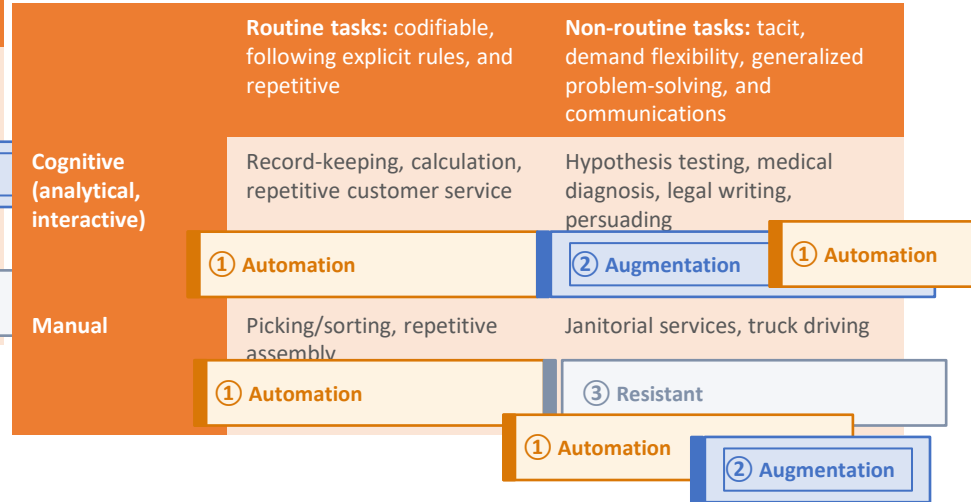 Routine tasks: codifiable,
following explicit rules, and
repetitive
Non-routine tasks: tacit,
demand flexibility, generalized
problem-solving, and
communications
Cognitive
(analytical,
interactive)
Record-keeping, calculation,
repetitive customer service
Hypothesis testing, medical
diagnosis, legal writing,
persuading
① Automation
② Augmentation
① Automation
Manual
Picking/sorting, repetitive
assembly
Janitorial services, truck driving
① Automation
③ Resistant
① Automation
② Augmentation